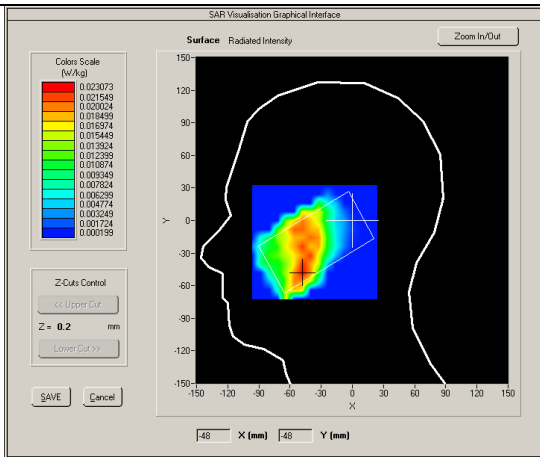 SAR Visualisation Graphical Interface
Surface Radiated Intensity
Zoom In/Out
Colors Scale
(W/kg)
0.023073
0.021549
0.020024
0.018499
0.016974
0.015449
0.013924
0.012399
0.010874
0.009349
0.007824
0.006299
0.004774
0.003249
0.001724
0.000199
Z-Cuts Control
<< Upper Cut
Z = 0.2 mm
Lower Cut >>
SAVE
Cancel
150
120
90
60
30
0
-30
-60
-90
-120
-150
Y
-150 -120 -90 -60 -30 0 30 60 90 120 150
X
-48 X (mm) -48 Y (mm)